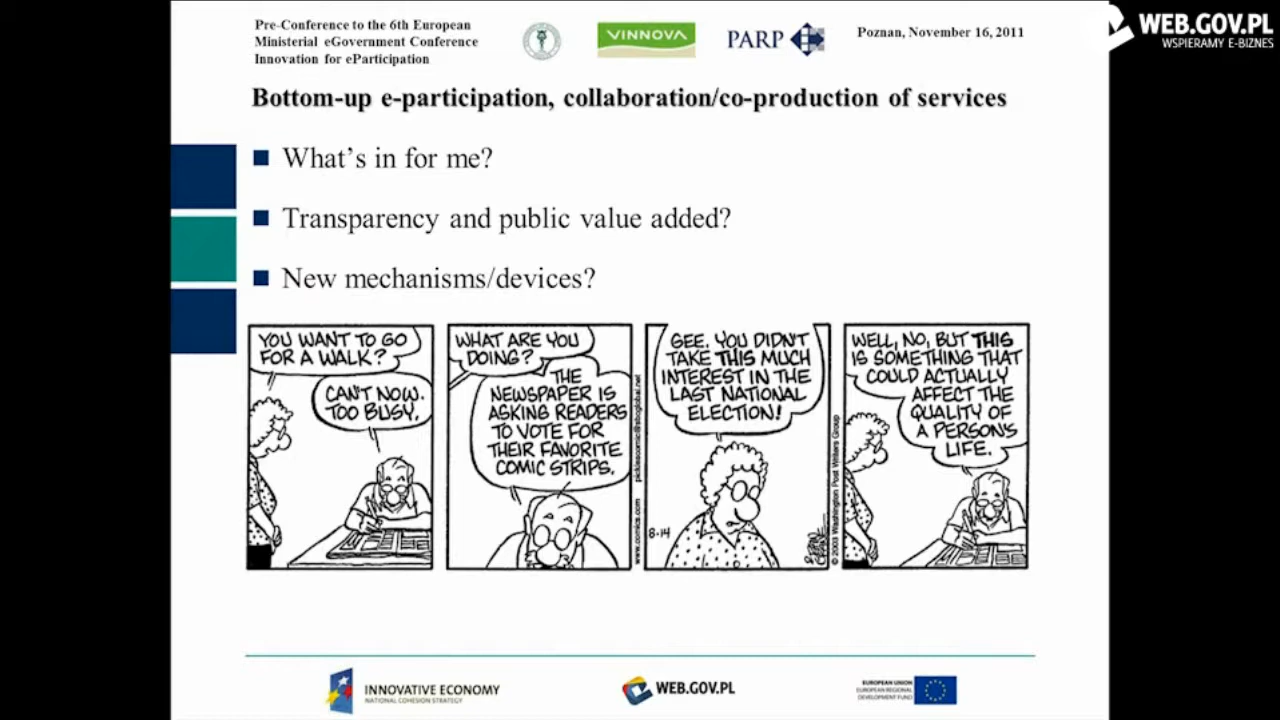 Pre-Conference to the 6th European
Ministerial eGovernment Conference
Innovation for eParticipation
VINNOVA
PARP
Poznan, November 16, 2011
WEB.GOV.PL
WSPIERAMY E-BIZNES
Bottom-up e-participation, collaboration/co-production of services
What's in for me?
Transparency and public value added?
New mechanisms/devices?
YOU WANT TO GO
FOR A WALK?
CAN'T NOW.
TOO BUSY.
WHAT ARE YOU
DOING?
THE
NEWSPAPER IS
ASKING READERS
TO VOTE FOR
THEIR FAVORITE
COMIC STRIPS.
www.comics.com picklescomic@sbcglobal.net
GEE. YOU DIDN'T
TAKE THIS MUCH
INTEREST IN THE
LAST NATIONAL
ELECTION!
8-14
© 2003 Washington Post Writers Group
WELL, NO, BUT THIS
IS SOMETHING THAT
COULD ACTUALLY
AFFECT THE
QUALITY OF
A PERSON'S
LIFE.
INNOVATIVE ECONOMY
NATIONAL COHESION STRATEGY
WEB.GOV.PL
EUROPEAN UNION
EUROPEAN REGIONAL
DEVELOPMENT FUND